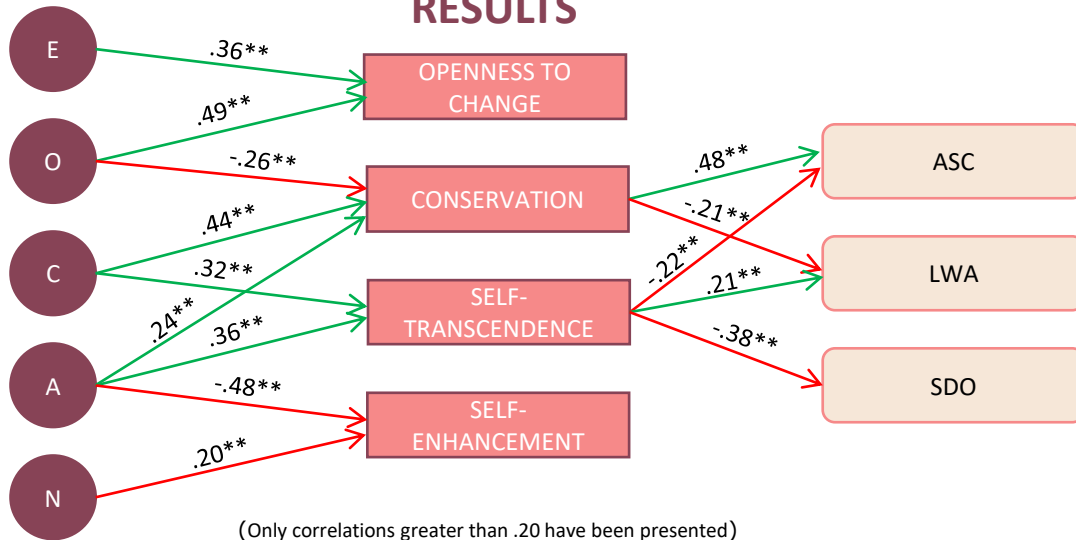 RESULTS
E
.36**
OPENNESS TO
CHANGE
.49**
O
-.26**
CONSERVATION
.48**
ASC
-.21**
.44**
C
.32**
-.22**
.21**
LWA
SELF-
TRANSCENDENCE
.24**
.36**
-.38**
A
-.48**
SDO
SELF-
ENHANCEMENT
.20**
N
(Only correlations greater than .20 have been presented)